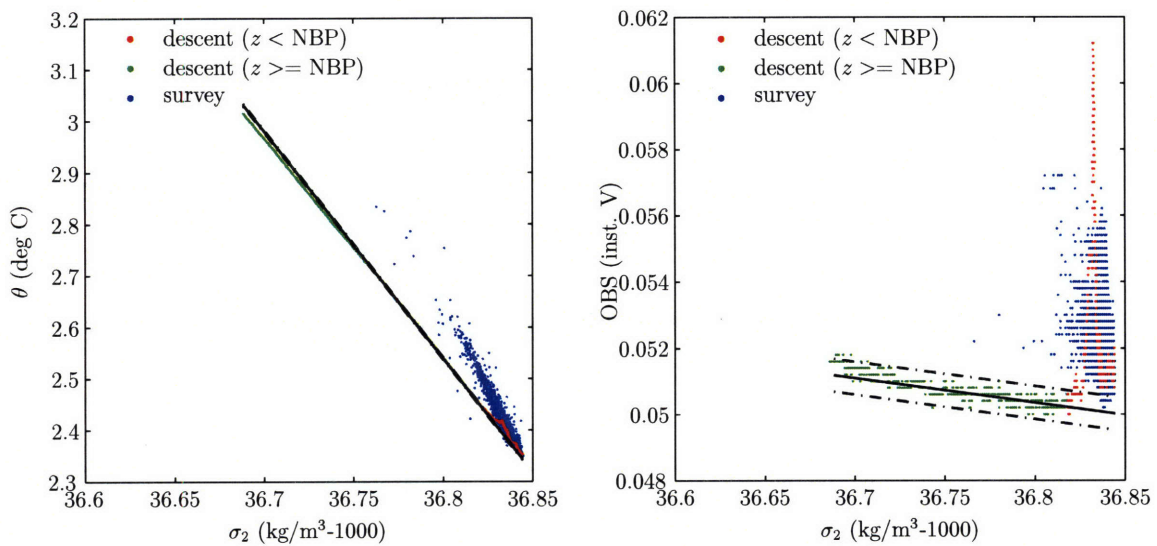 3.2
3.1
3
2.9
2.8
2.7
2.6
2.5
2.4
2.3
θ (deg C)
descent (z < NBP)
descent (z >= NBP)
survey
36.6 36.65 36.7 36.75 36.8 36.85
σ₂ (kg/m³-1000)
0.062
0.06
0.058
0.056
0.054
0.052
0.05
0.048
OBS (inst. V)
descent (z < NBP)
descent (z >= NBP)
survey
36.6 36.65 36.7 36.75 36.8 36.85
σ₂ (kg/m³-1000)